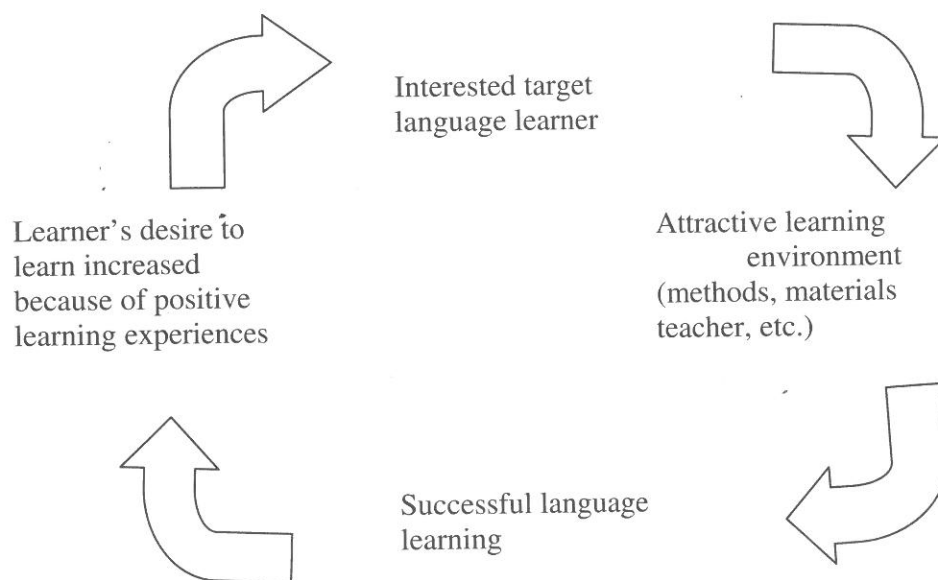 Interested target
language learner
Attractive learning
environment
(methods, materials
teacher, etc.)
Successful language
learning
Learner's desire to
learn increased
because of positive
learning experiences